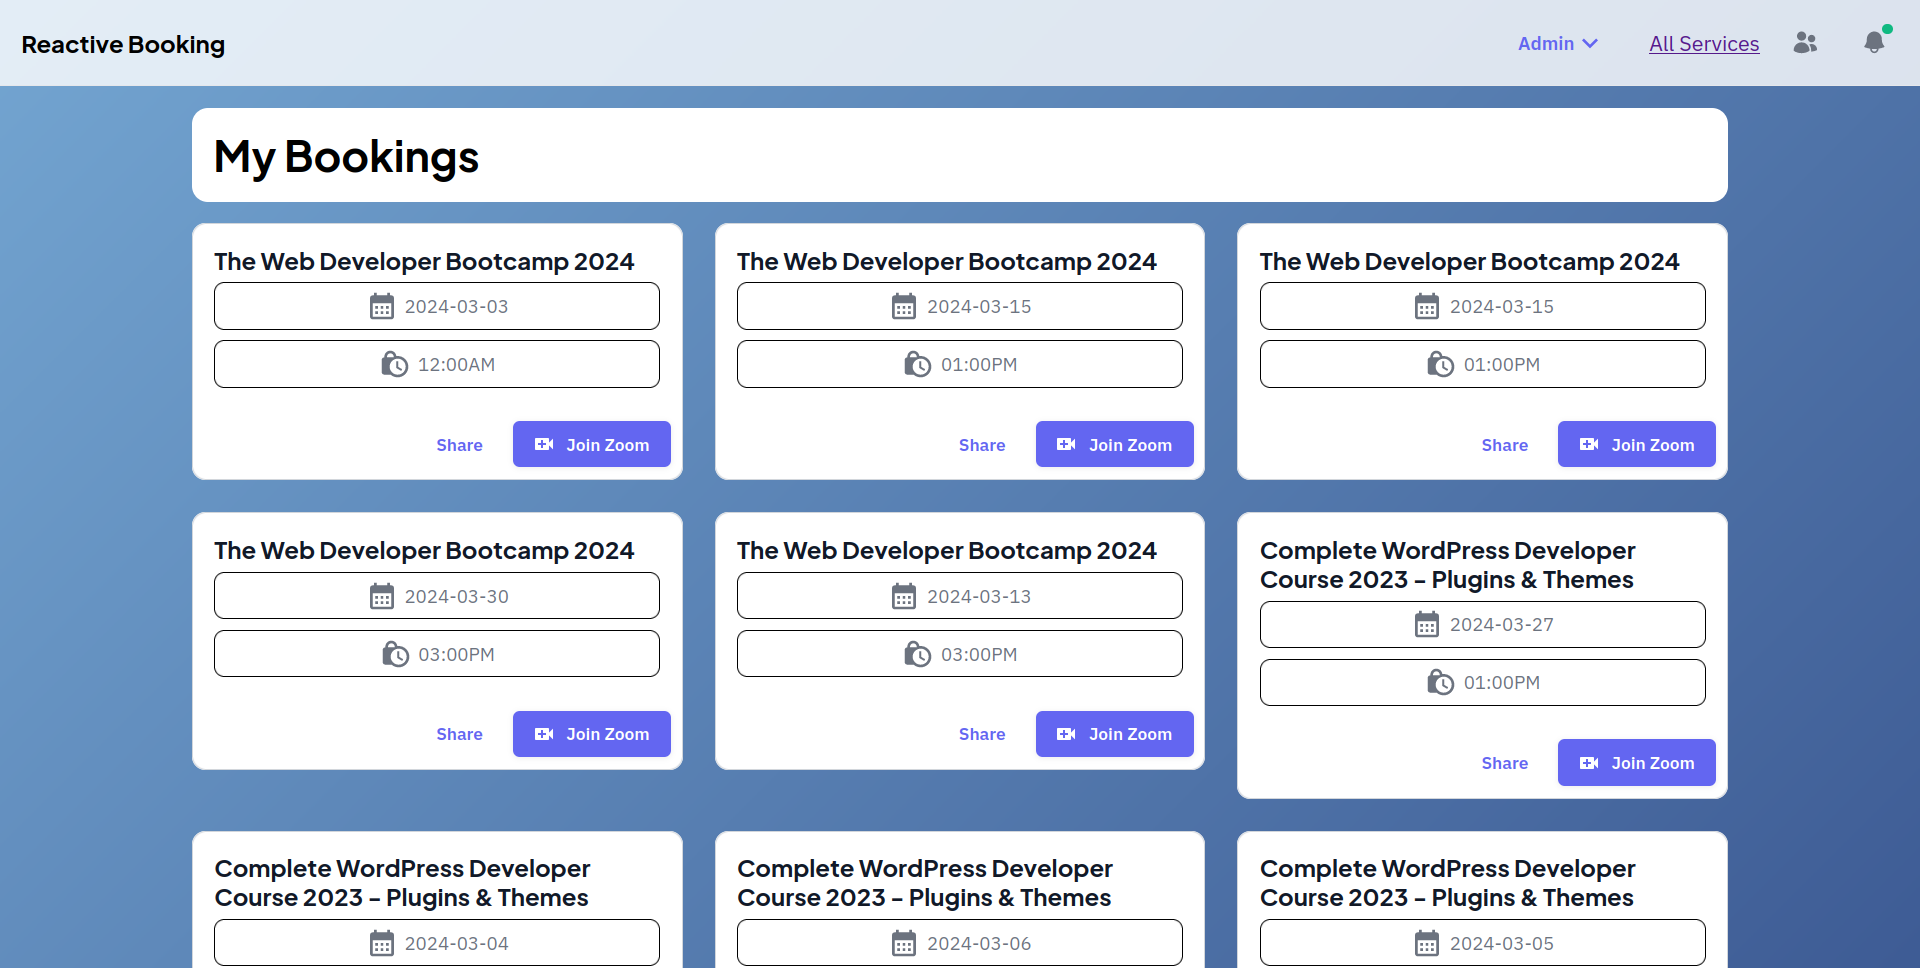 Reactive Booking
Admin
All Services
My Bookings
The Web Developer Bootcamp 2024
2024-03-03
12:00AM
Share
Join Zoom
The Web Developer Bootcamp 2024
2024-03-15
01:00PM
Share
Join Zoom
The Web Developer Bootcamp 2024
2024-03-15
01:00PM
Share
Join Zoom
The Web Developer Bootcamp 2024
2024-03-30
03:00PM
Share
Join Zoom
The Web Developer Bootcamp 2024
2024-03-13
03:00PM
Share
Join Zoom
Complete WordPress Developer
Course 2023 – Plugins & Themes
2024-03-27
01:00PM
Share
Join Zoom
Complete WordPress Developer
Course 2023 – Plugins & Themes
2024-03-04
Complete WordPress Developer
Course 2023 – Plugins & Themes
2024-03-06
Complete WordPress Developer
Course 2023 – Plugins & Themes
2024-03-05